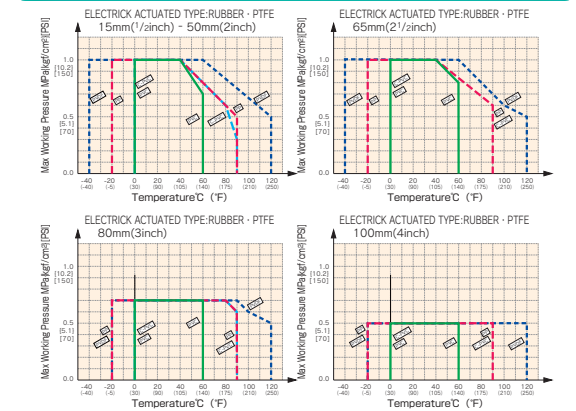 ELECTRICK ACTUATED TYPE:RUBBER · PTFE
15mm(1/2inch) - 50mm(2inch)
Max Working Pressure MPa{kgf/cm²}[PSI]
1.0
[10.2]
[150]
0.5
[5.1]
[70]
0.0
-40 -20 0 20 40 60 80 100 120
(-40) (-5) (30) (70) (105) (140) (175) (210) (250)
Temperature℃ (°F)
ELECTRICK ACTUATED TYPE:RUBBER · PTFE
65mm(21/2inch)
Max Working Pressure MPa{kgf/cm²}[PSI]
1.0
[10.2]
[150]
0.5
[5.1]
[70]
0.0
-40 -20 0 20 40 60 80 100 120
(-40) (-5) (30) (70) (105) (140) (175) (210) (250)
Temperature℃ (°F)
ELECTRICK ACTUATED TYPE:RUBBER · PTFE
80mm(3inch)
Max Working Pressure MPa{kgf/cm²}[PSI]
1.0
[10.2]
[150]
0.5
[5.1]
[70]
0.0
-40 -20 0 20 40 60 80 100 120
(-40) (-5) (30) (70) (105) (140) (175) (210) (250)
Temperature℃ (°F)
ELECTRICK ACTUATED TYPE:RUBBER · PTFE
100mm(4inch)
Max Working Pressure MPa{kgf/cm²}[PSI]
1.0
[10.2]
[150]
0.5
[5.1]
[70]
0.0
-40 -20 0 20 40 60 80 100 120
(-40) (-5) (30) (70) (105) (140) (175) (210) (250)
Temperature℃ (°F)